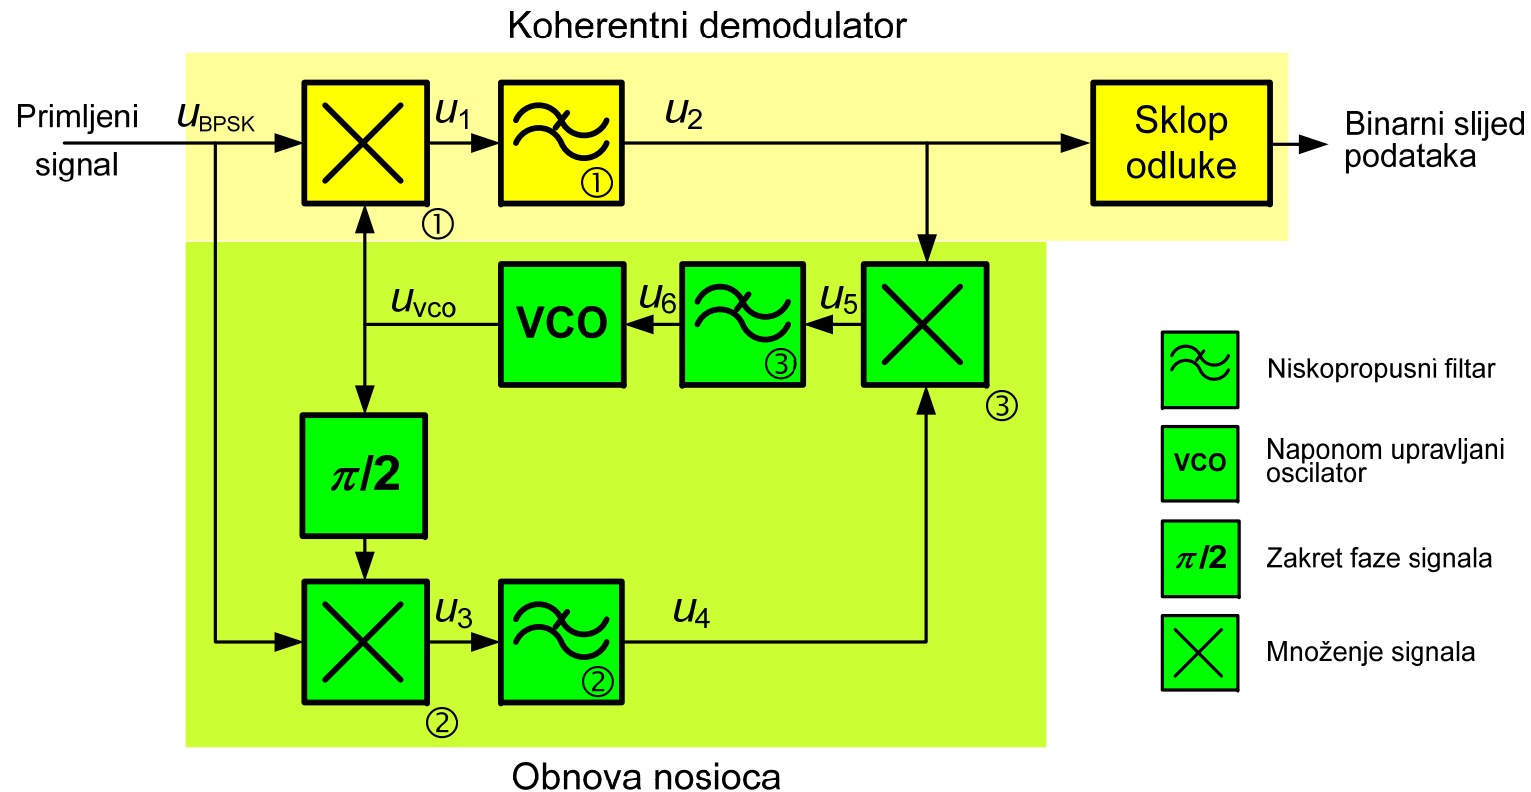 Koherentni demodulator
Primljeni
signal
uBPSK
u1
①
①
u2
Sklop
odluke
Binarni slijed
podataka
uvco
VCO
u6
③
u5
③
π/2
u3
②
②
u4
Niskopropusni filtar
VCO
Naponom upravljani
oscilator
π/2
Zakret faze signala
Množenje signala
Obnova nosioca